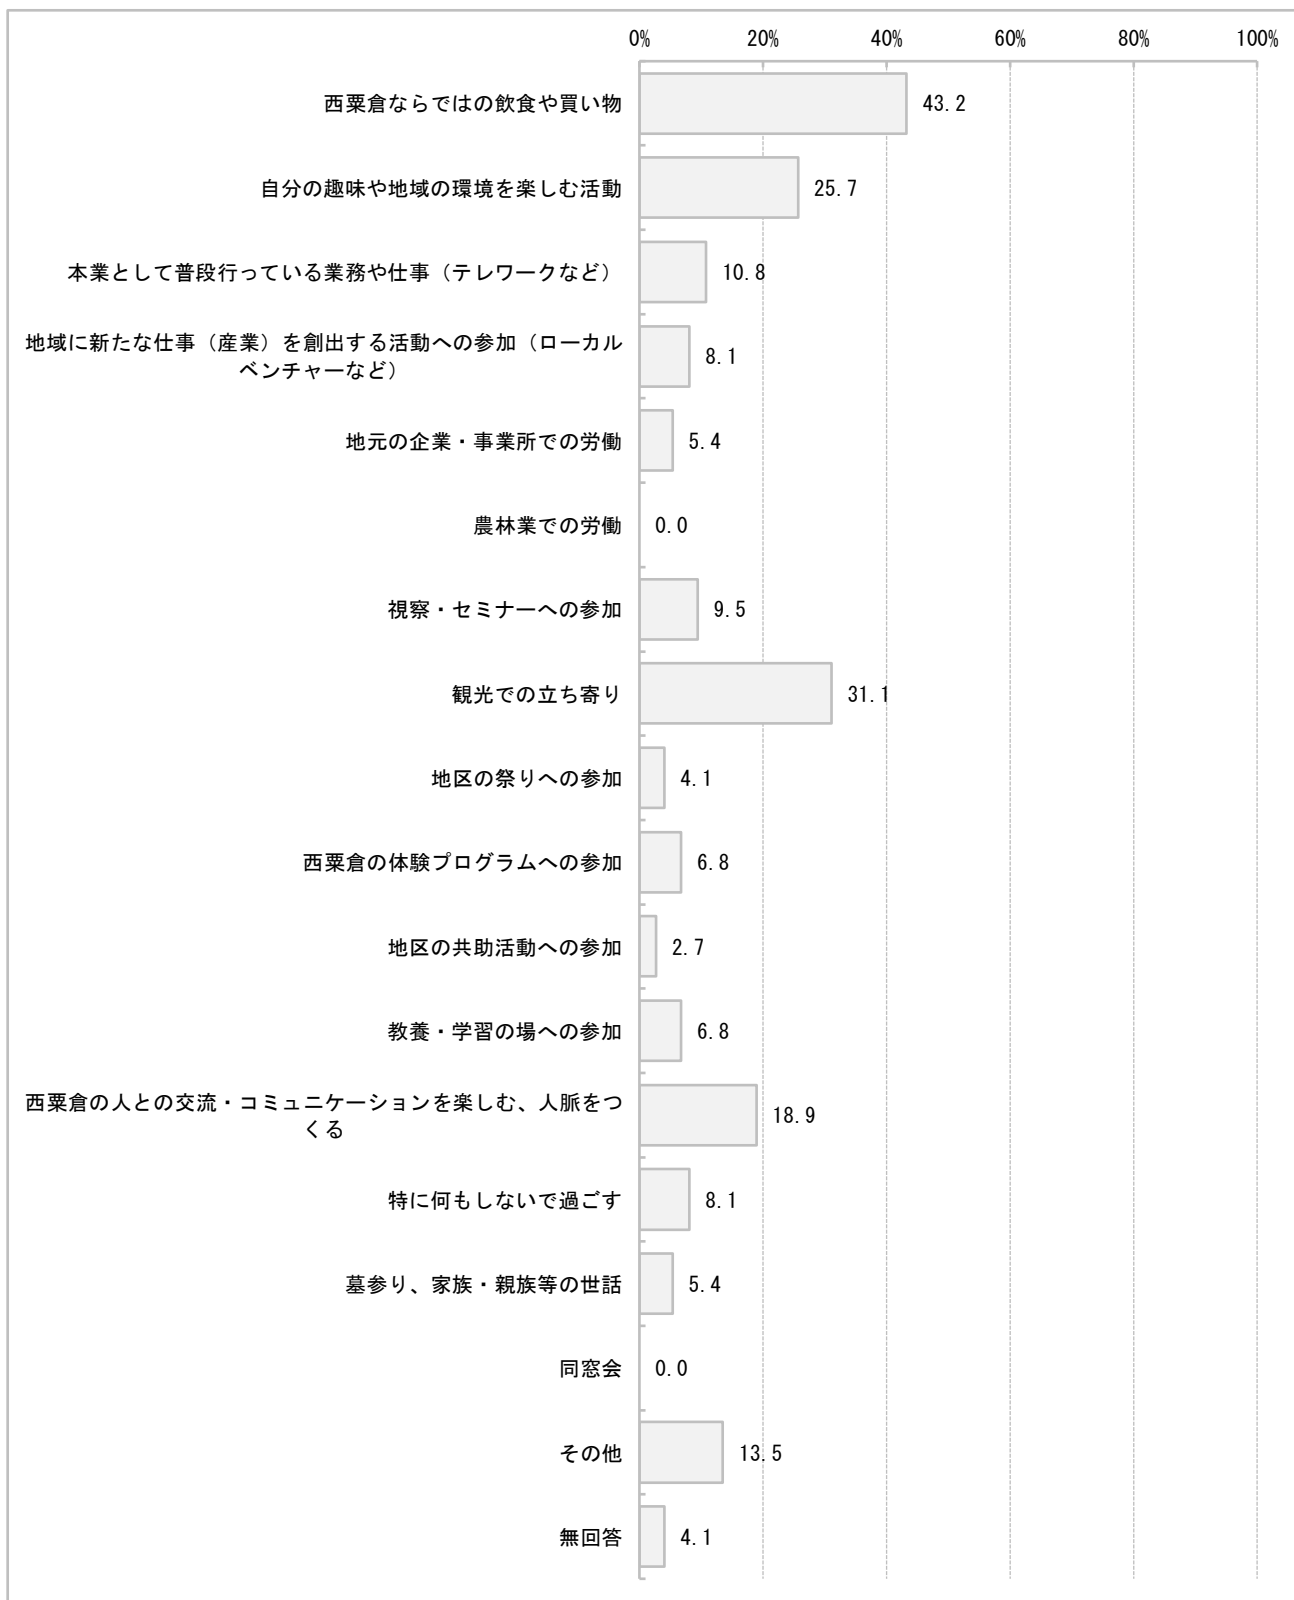 0% 20% 40% 60% 80% 100%
西粟倉ならではの飲食や買い物 43.2
自分の趣味や地域の環境を楽しむ活動 25.7
本業として普段行っている業務や仕事（テレワークなど） 10.8
地域に新たな仕事（産業）を創出する活動への参加（ローカル
ベンチャーなど） 8.1
地元の企業・事業所での労働 5.4
農林業での労働 0.0
視察・セミナーへの参加 9.5
観光での立ち寄り 31.1
地区の祭りへの参加 4.1
西粟倉の体験プログラムへの参加 6.8
地区の共助活動への参加 2.7
教養・学習の場への参加 6.8
西粟倉の人との交流・コミュニケーションを楽しむ、人脈をつ
くる 18.9
特に何もしないで過ごす 8.1
墓参り、家族・親族等の世話 5.4
同窓会 0.0
その他 13.5
無回答 4.1